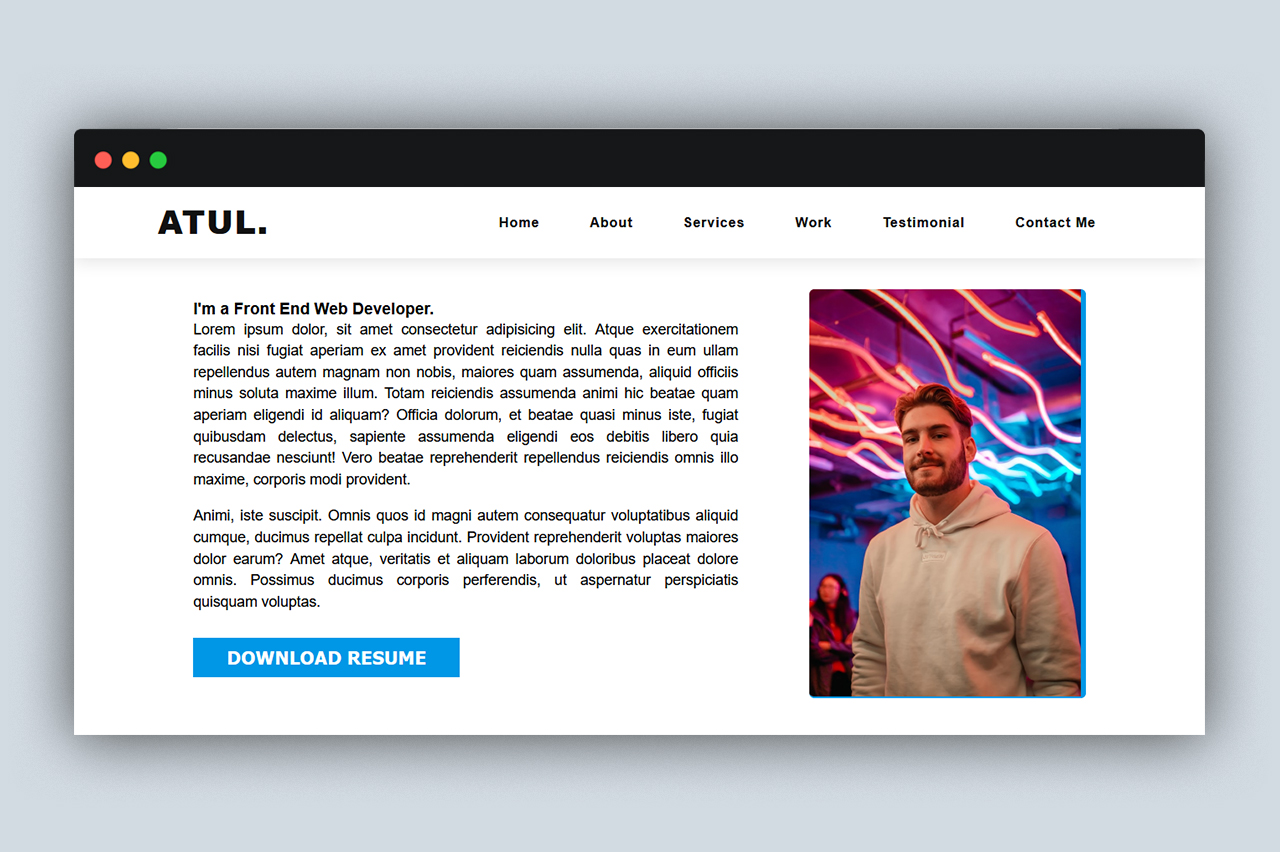 ATUL.
Home About Services Work Testimonial Contact Me
I'm a Front End Web Developer.
Lorem ipsum dolor, sit amet consectetur adipisicing elit. Atque exercitationem
facilis nisi fugiat aperiam ex amet provident reiciendis nulla quas in eum ullam
repellendus autem magnam non nobis, maiores quam assumenda, aliquid officiis
minus soluta maxime illum. Totam reiciendis assumenda animi hic beatae quam
aperiam eligendi id aliquam? Officia dolorum, et beatae quasi minus iste, fugiat
quibusdam delectus, sapiente assumenda eligendi eos debitis libero quia
recusandae nesciunt! Vero beatae reprehenderit repellendus reiciendis omnis illo
maxime, corporis modi provident.
Animi, iste suscipit. Omnis quos id magni autem consequatur voluptatibus aliquid
cumque, ducimus repellat culpa incidunt. Provident reprehenderit voluptas maiores
dolor earum? Amet atque, veritatis et aliquam laborum doloribus placeat dolore
omnis. Possimus ducimus corporis perferendis, ut aspernatur perspiciatis
quisquam voluptas.
DOWNLOAD RESUME